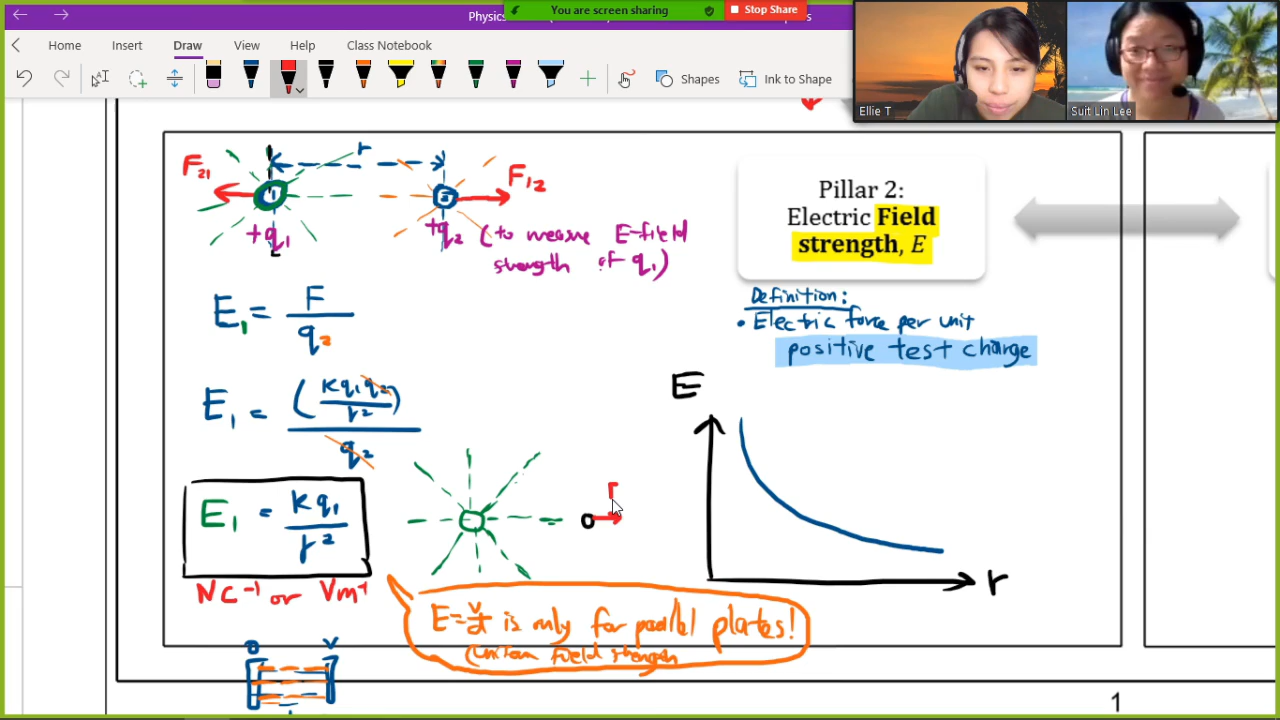 Physics
You are screen sharing
Stop Share
Home Insert Draw View Help Class Notebook
Shapes
Ink to Shape
Ellie T
Suit Lin Lee
F21
r
F12
1
2
+q1
+q2 (to measure E-field
strength of q1)
Pillar 2:
Electric Field
strength, E
Definition:
• Electric force per unit
positive test charge
E1 = F
q2
E1 = (kq1q2
r²)
q2
E1 = kq1
r²
NC⁻¹ or Vm⁻¹
E
r
E=V/d is only for parallel plates!
(Uniform Field strength
0 V
1